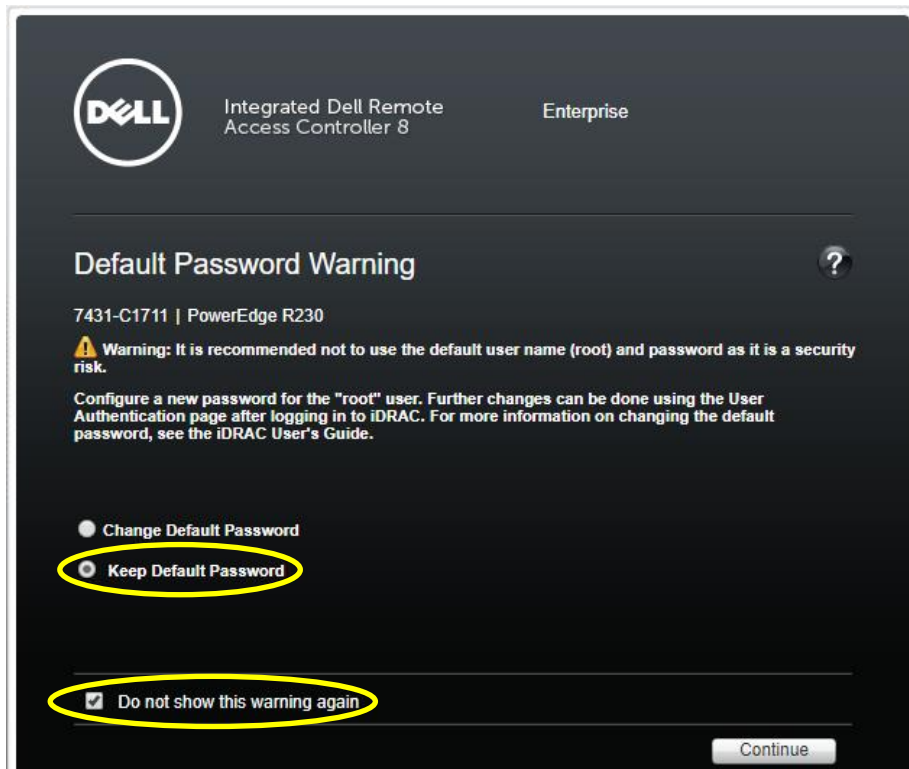 DELL
Integrated Dell Remote
Access Controller 8
Enterprise
Default Password Warning
?
7431-C1711 | PowerEdge R230
Warning: It is recommended not to use the default user name (root) and password as it is a security
risk.
Configure a new password for the "root" user. Further changes can be done using the User
Authentication page after logging in to iDRAC. For more information on changing the default
password, see the iDRAC User's Guide.
Change Default Password
Keep Default Password
Do not show this warning again
Continue